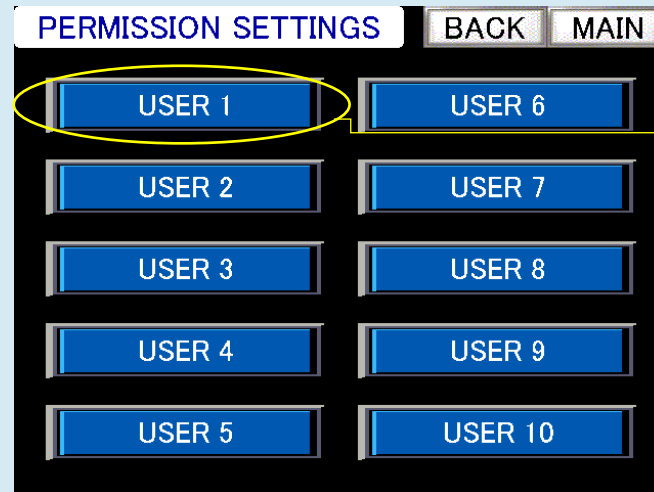 PERMISSION SETTINGS BACK MAIN
USER 1 USER 6
USER 2 USER 7
USER 3 USER 8
USER 4 USER 9
USER 5 USER 10